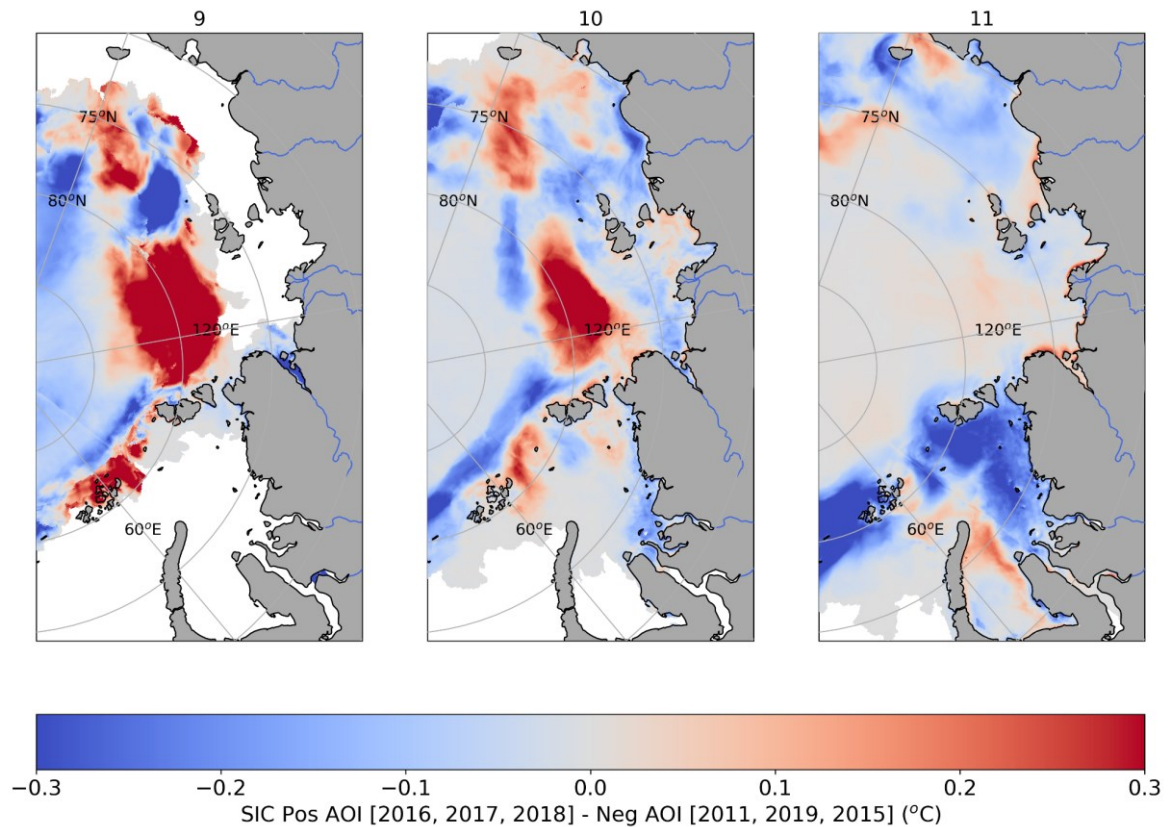 9 10 11
75°N 75°N 75°N
80°N 80°N 80°N
120°E 120°E 120°E
60°E 60°E 60°E
−0.3 −0.2 −0.1 0.0 0.1 0.2 0.3
SIC Pos AOI [2016, 2017, 2018] - Neg AOI [2011, 2019, 2015] (°C)